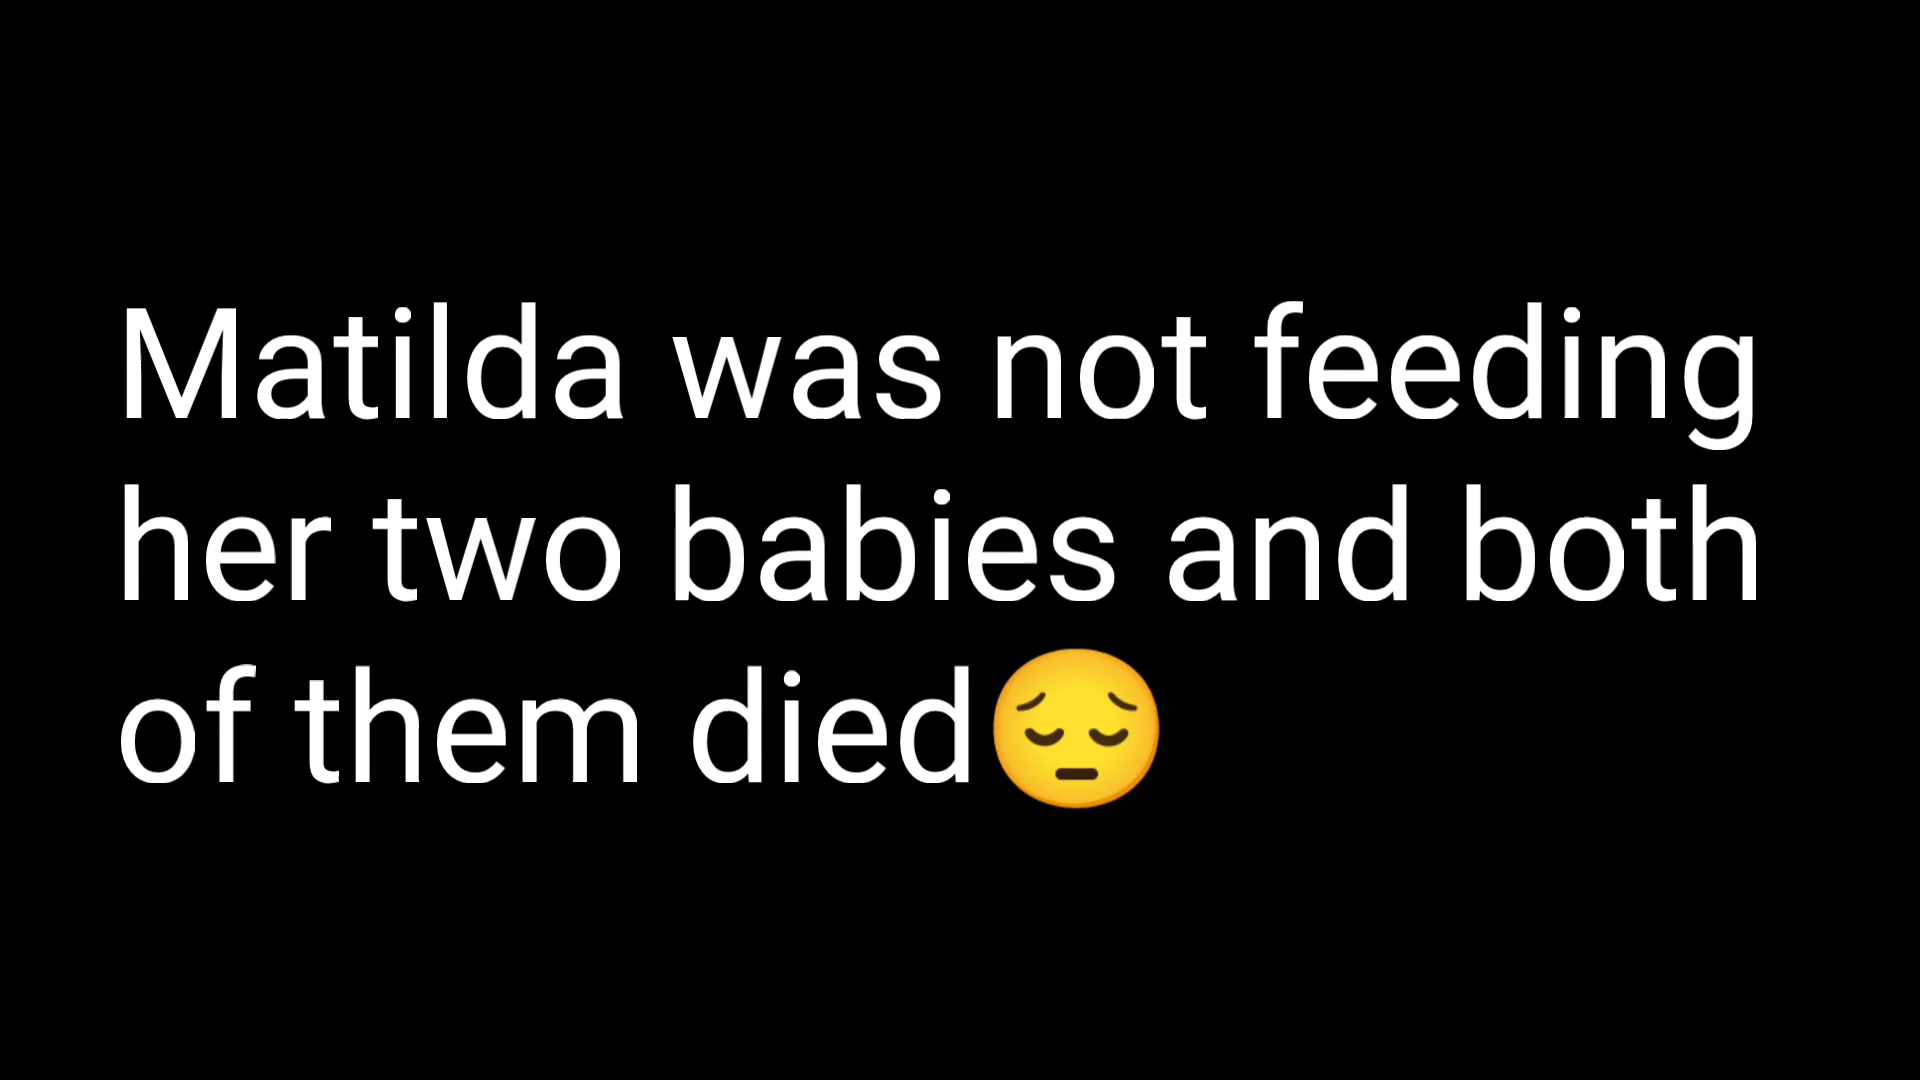 Matilda was not feeding
her two babies and both
of them died😔